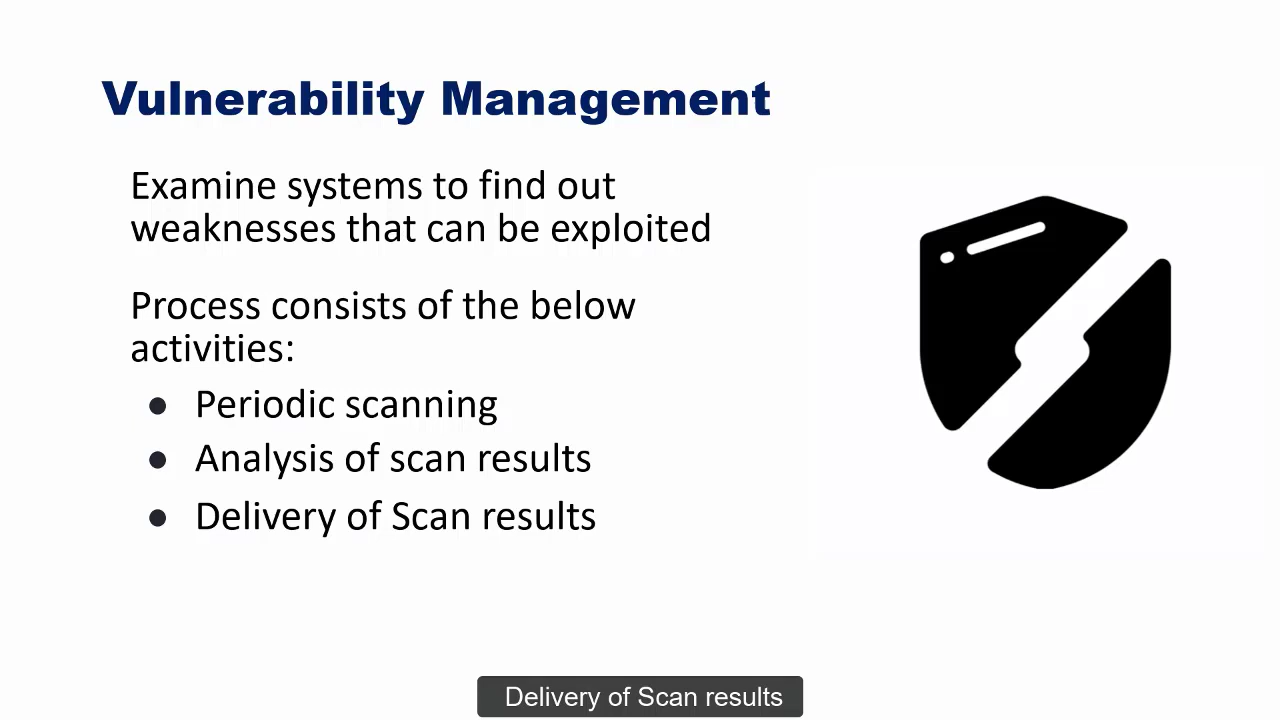 Vulnerability Management
Examine systems to find out
weaknesses that can be exploited
Process consists of the below
activities:
● Periodic scanning
● Analysis of scan results
● Delivery of Scan results
Delivery of Scan results